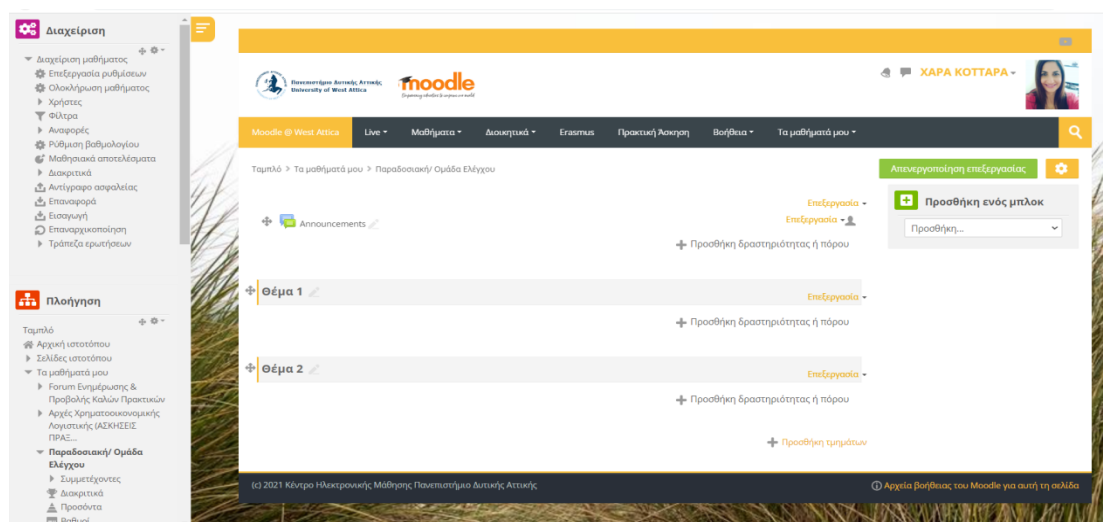 Διαχείριση
Διαχείριση μαθήματος
Επεξεργασία ρυθμίσεων
Ολοκλήρωση μαθήματος
Χρήστες
Φίλτρα
Αναφορές
Ρύθμιση βαθμολογίου
Μαθησιακά αποτελέσματα
Διακριτικά
Αντίγραφο ασφαλείας
Επαναφορά
Εισαγωγή
Επαναρχικοποίηση
Τράπεζα ερωτήσεων
Πλοήγηση
Ταμπλό
Αρχική ιστοτόπου
Σελίδες ιστοτόπου
Τα μαθήματά μου
Forum Ενημέρωσης &
Προβολής Καλών Πρακτικών
Αρχές Χρηματοοικονομικής
Λογιστικής (ΑΣΚΗΣΕΙΣ
ΠΡΑΞ...
Παραδοσιακή/ Ομάδα
Ελέγχου
Συμμετέχοντες
Διακριτικά
Προσόντα
Βαθμοί
Πανεπιστήμιο Δυτικής Αττικής
University of West Attica
moodle
ΧΑΡΑ ΚΟΤΤΑΡΑ
Moodle @ West Attica Live Μαθήματα Διοικητικά Erasmus Πρακτική Άσκηση Βοήθεια Τα μαθήματά μου
Ταμπλό > Τα μαθήματά μου > Παραδοσιακή/ Ομάδα Ελέγχου
Απενεργοποίηση επεξεργασίας
Επεξεργασία
Announcements Επεξεργασία
Προσθήκη δραστηριότητας ή πόρου
Θέμα 1
Επεξεργασία
Προσθήκη δραστηριότητας ή πόρου
Θέμα 2
Επεξεργασία
Προσθήκη δραστηριότητας ή πόρου
Προσθήκη τμημάτων
Προσθήκη ενός μπλοκ
Προσθήκη...
(c) 2021 Κέντρο Ηλεκτρονικής Μάθησης Πανεπιστήμιο Δυτικής Αττικής
Αρχεία βοήθειας του Moodle για αυτή τη σελίδα